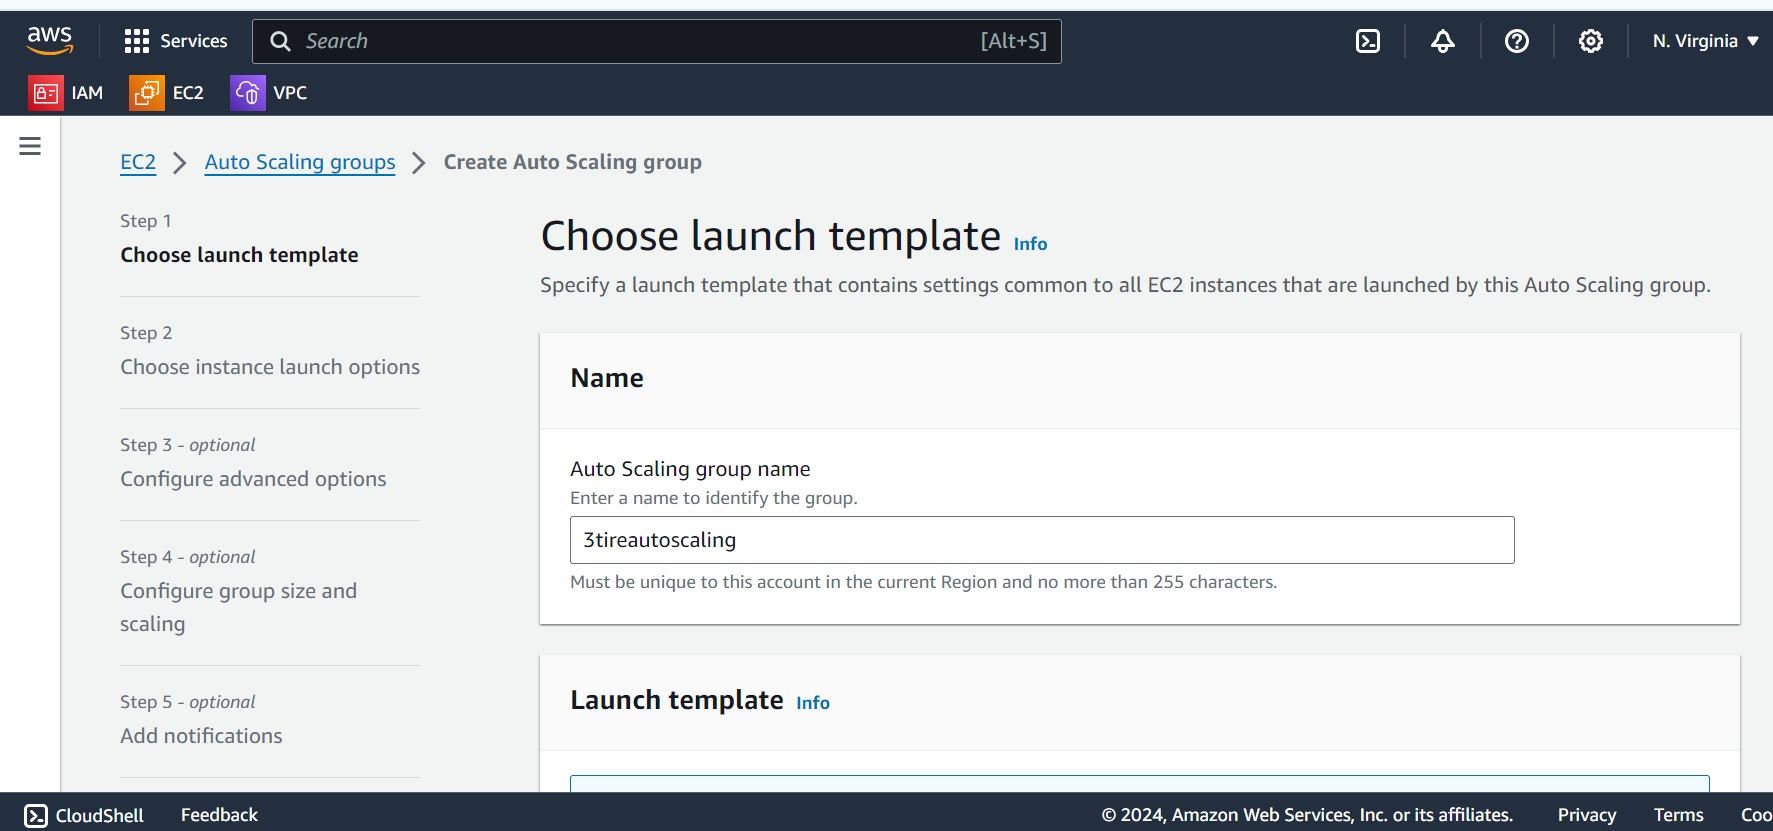 aws
Services
Search [Alt+S]
N. Virginia
IAM EC2 VPC
EC2 Auto Scaling groups Create Auto Scaling group
Step 1
Choose launch template
Step 2
Choose instance launch options
Step 3 - optional
Configure advanced options
Step 4 - optional
Configure group size and
scaling
Step 5 - optional
Add notifications
Choose launch template Info
Specify a launch template that contains settings common to all EC2 instances that are launched by this Auto Scaling group.
Name
Auto Scaling group name
Enter a name to identify the group.
3tireautoscaling
Must be unique to this account in the current Region and no more than 255 characters.
Launch template Info
CloudShell Feedback © 2024, Amazon Web Services, Inc. or its affiliates. Privacy Terms Coo